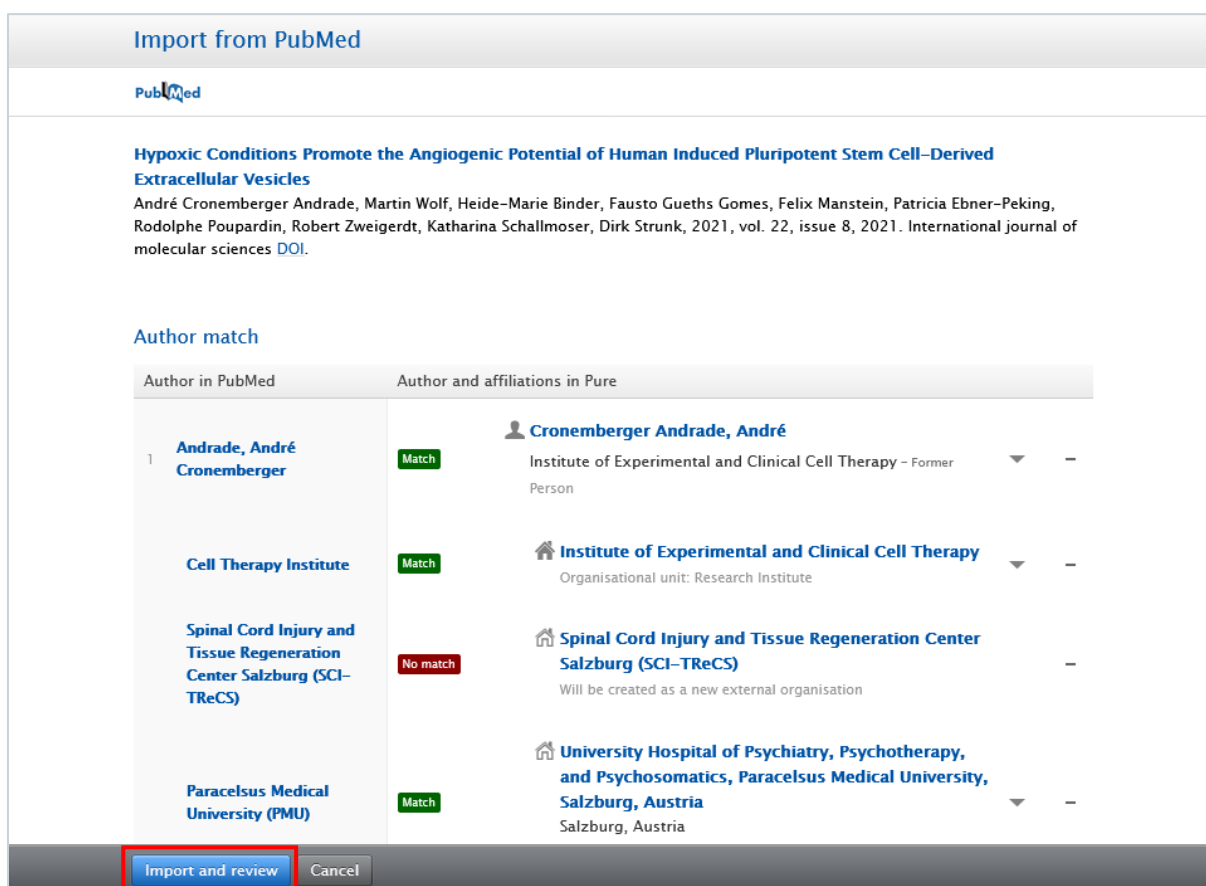 Import from PubMed
PubMed
Hypoxic Conditions Promote the Angiogenic Potential of Human Induced Pluripotent Stem Cell-Derived
Extracellular Vesicles
André Cronemberger Andrade, Martin Wolf, Heide-Marie Binder, Fausto Gueths Gomes, Felix Manstein, Patricia Ebner-Peking,
Rodolphe Poupardin, Robert Zweigerdt, Katharina Schallmoser, Dirk Strunk, 2021, vol. 22, issue 8, 2021. International journal of
molecular sciences DOI.
Author match
Author in PubMed Author and affiliations in Pure
1 Andrade, André
Cronemberger
Match
Cronemberger Andrade, André
Institute of Experimental and Clinical Cell Therapy - Former
Person
Cell Therapy Institute
Match
Institute of Experimental and Clinical Cell Therapy
Organisational unit: Research Institute
Spinal Cord Injury and
Tissue Regeneration
Center Salzburg (SCI-
TReCS)
No match
Spinal Cord Injury and Tissue Regeneration Center
Salzburg (SCI-TReCS)
Will be created as a new external organisation
Paracelsus Medical
University (PMU)
Match
University Hospital of Psychiatry, Psychotherapy,
and Psychosomatics, Paracelsus Medical University,
Salzburg, Austria
Salzburg, Austria
Import and review Cancel